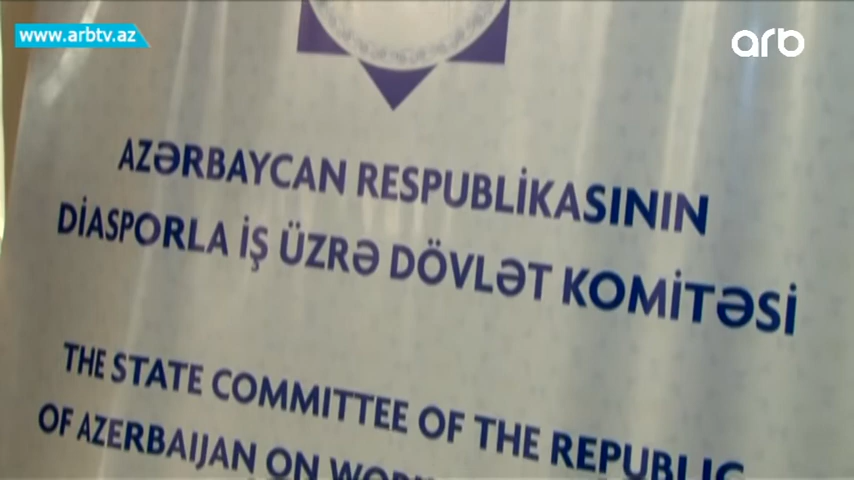 www.arbtv.az
arb
AZƏRBAYCAN RESPUBLİKASININ
DİASPORLA İŞ ÜZRƏ DÖVLƏT KOMİTƏSİ
THE STATE COMMITTEE OF THE REPUBLIC
OF AZERBAIJAN ON